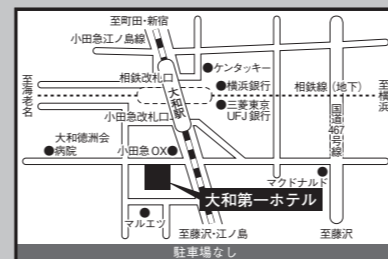 至町田・新宿
小田急江ノ島線
相鉄改札口
●ケンタッキー
●横浜銀行
●三菱東京
UFJ銀行
相鉄線(地下)
至海老名
至横浜
大和駅
小田急改札口
国道467号線
大和徳洲会
●病院
小田急OX●
マクドナルド
大和第一ホテル
マルエツ
至藤沢・江ノ島
至藤沢
駐車場なし